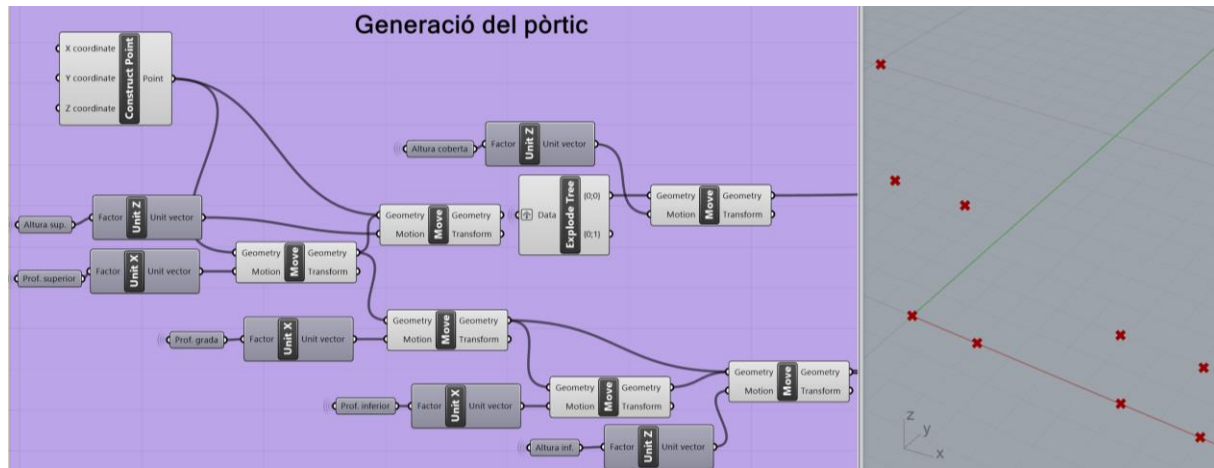 Generació del pòrtic
X coordinate
Y coordinate
Z coordinate
Construct Point
Point
Altura coberta
Factor
Unit Z
Unit vector
Data
Explode Tree
{0;0}
{0;1}
Geometry
Motion
Move
Geometry
Transform
Altura sup.
Factor
Unit Z
Unit vector
Geometry
Motion
Move
Geometry
Transform
Prof. superior
Factor
Unit X
Unit vector
Geometry
Motion
Move
Geometry
Transform
Prof. grada
Factor
Unit X
Unit vector
Geometry
Motion
Move
Geometry
Transform
Prof. inferior
Factor
Unit X
Unit vector
Geometry
Motion
Move
Geometry
Transform
Altura inf.
Factor
Unit Z
Unit vector
Geometry
Motion
Move
Geometry
Transform
z
y
x